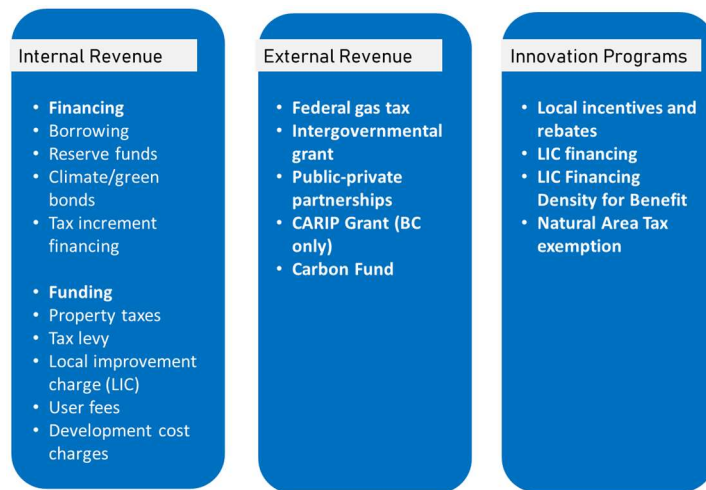 Internal Revenue
• Financing
• Borrowing
• Reserve funds
• Climate/green
bonds
• Tax increment
financing
• Funding
• Property taxes
• Tax levy
• Local improvement
charge (LIC)
• User fees
• Development cost
charges
External Revenue
• Federal gas tax
• Intergovernmental
grant
• Public-private
partnerships
• CARIP Grant (BC
only)
• Carbon Fund
Innovation Programs
• Local incentives and
rebates
• LIC financing
• LIC Financing
Density for Benefit
• Natural Area Tax
exemption